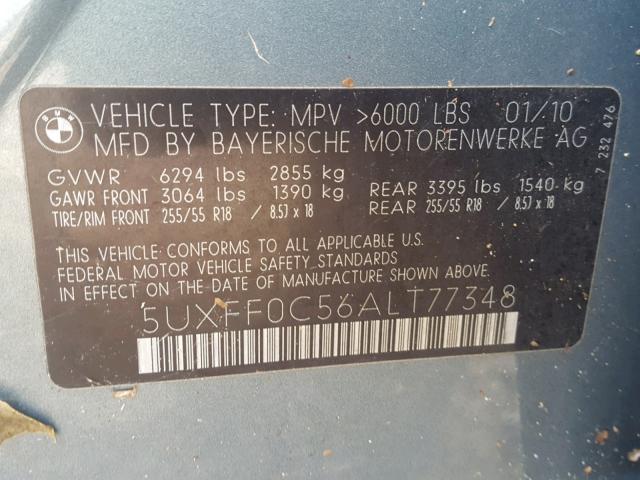 BMW
VEHICLE TYPE: MPV >6000 LBS 01/10
MFD BY BAYERISCHE MOTORENWERKE AG
7 232 476
GVWR 6294 lbs 2855 kg
GAWR FRONT 3064 lbs 1390 kg REAR 3395 lbs 1540 kg
TIRE/RIM FRONT 255/55 R18 / 8.5J x 18 REAR 255/55 R18 / 8.5J x 18
THIS VEHICLE CONFORMS TO ALL APPLICABLE U.S.
FEDERAL MOTOR VEHICLE SAFETY STANDARDS
IN EFFECT ON THE DATE OF MANUFACTURE SHOWN ABOVE.
5UXFF0C56ALT77348